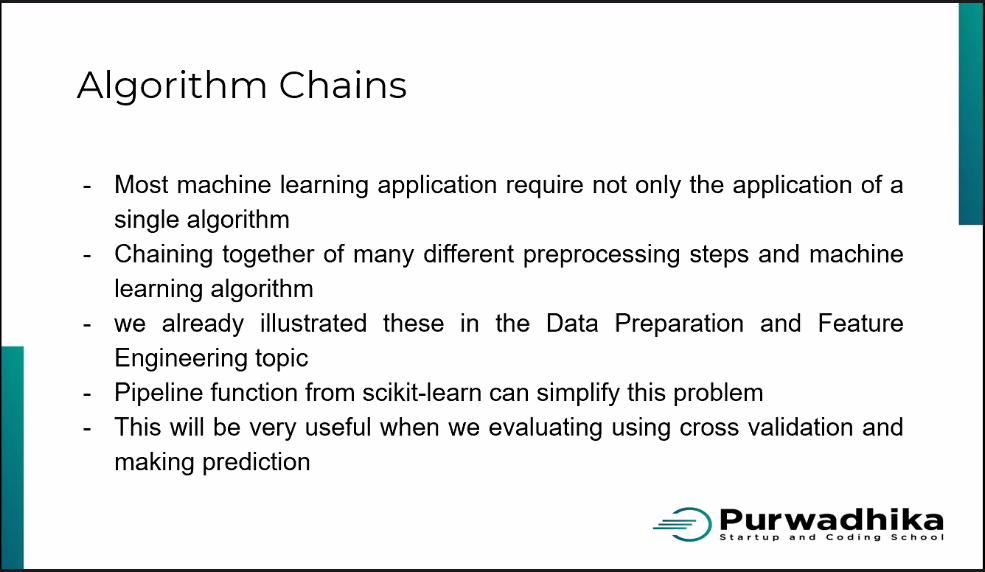 Algorithm Chains
- Most machine learning application require not only the application of a
single algorithm
- Chaining together of many different preprocessing steps and machine
learning algorithm
- we already illustrated these in the Data Preparation and Feature
Engineering topic
- Pipeline function from scikit-learn can simplify this problem
- This will be very useful when we evaluating using cross validation and
making prediction
Purwadhika
Startup and Coding School